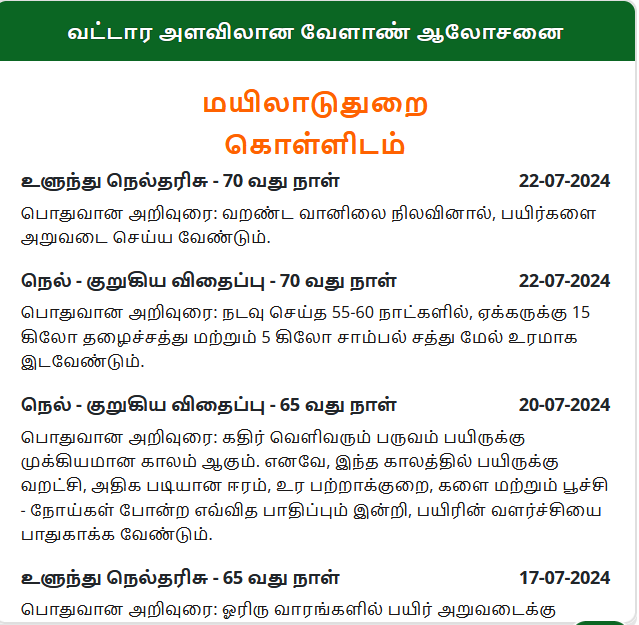 வட்டார அளவிலான வேளாண் ஆலோசனை
மயிலாடுதுறை
கொள்ளிடம்
உளுந்து நெல்தரிசு - 70 வது நாள் 22-07-2024
பொதுவான அறிவுரை: வறண்ட வானிலை நிலவினால், பயிர்களை
அறுவடை செய்ய வேண்டும்.
நெல் - குறுகிய விதைப்பு - 70 வது நாள் 22-07-2024
பொதுவான அறிவுரை: நடவு செய்த 55-60 நாட்களில், ஏக்கருக்கு 15
கிலோ தழைச்சத்து மற்றும் 5 கிலோ சாம்பல் சத்து மேல் உரமாக
இடவேண்டும்.
நெல் - குறுகிய விதைப்பு - 65 வது நாள் 20-07-2024
பொதுவான அறிவுரை: கதிர் வெளிவரும் பருவம் பயிருக்கு
முக்கியமான காலம் ஆகும். எனவே, இந்த காலத்தில் பயிருக்கு
வறட்சி, அதிக படியான ஈரம், உர பற்றாக்குறை, களை மற்றும் பூச்சி
- நோய்கள் போன்ற எவ்வித பாதிப்பும் இன்றி, பயிரின் வளர்ச்சியை
பாதுகாக்க வேண்டும்.
உளுந்து நெல்தரிசு - 65 வது நாள் 17-07-2024
பொதுவான அறிவுரை: ஓரிரு வாரங்களில் பயிர் அறுவடைக்கு